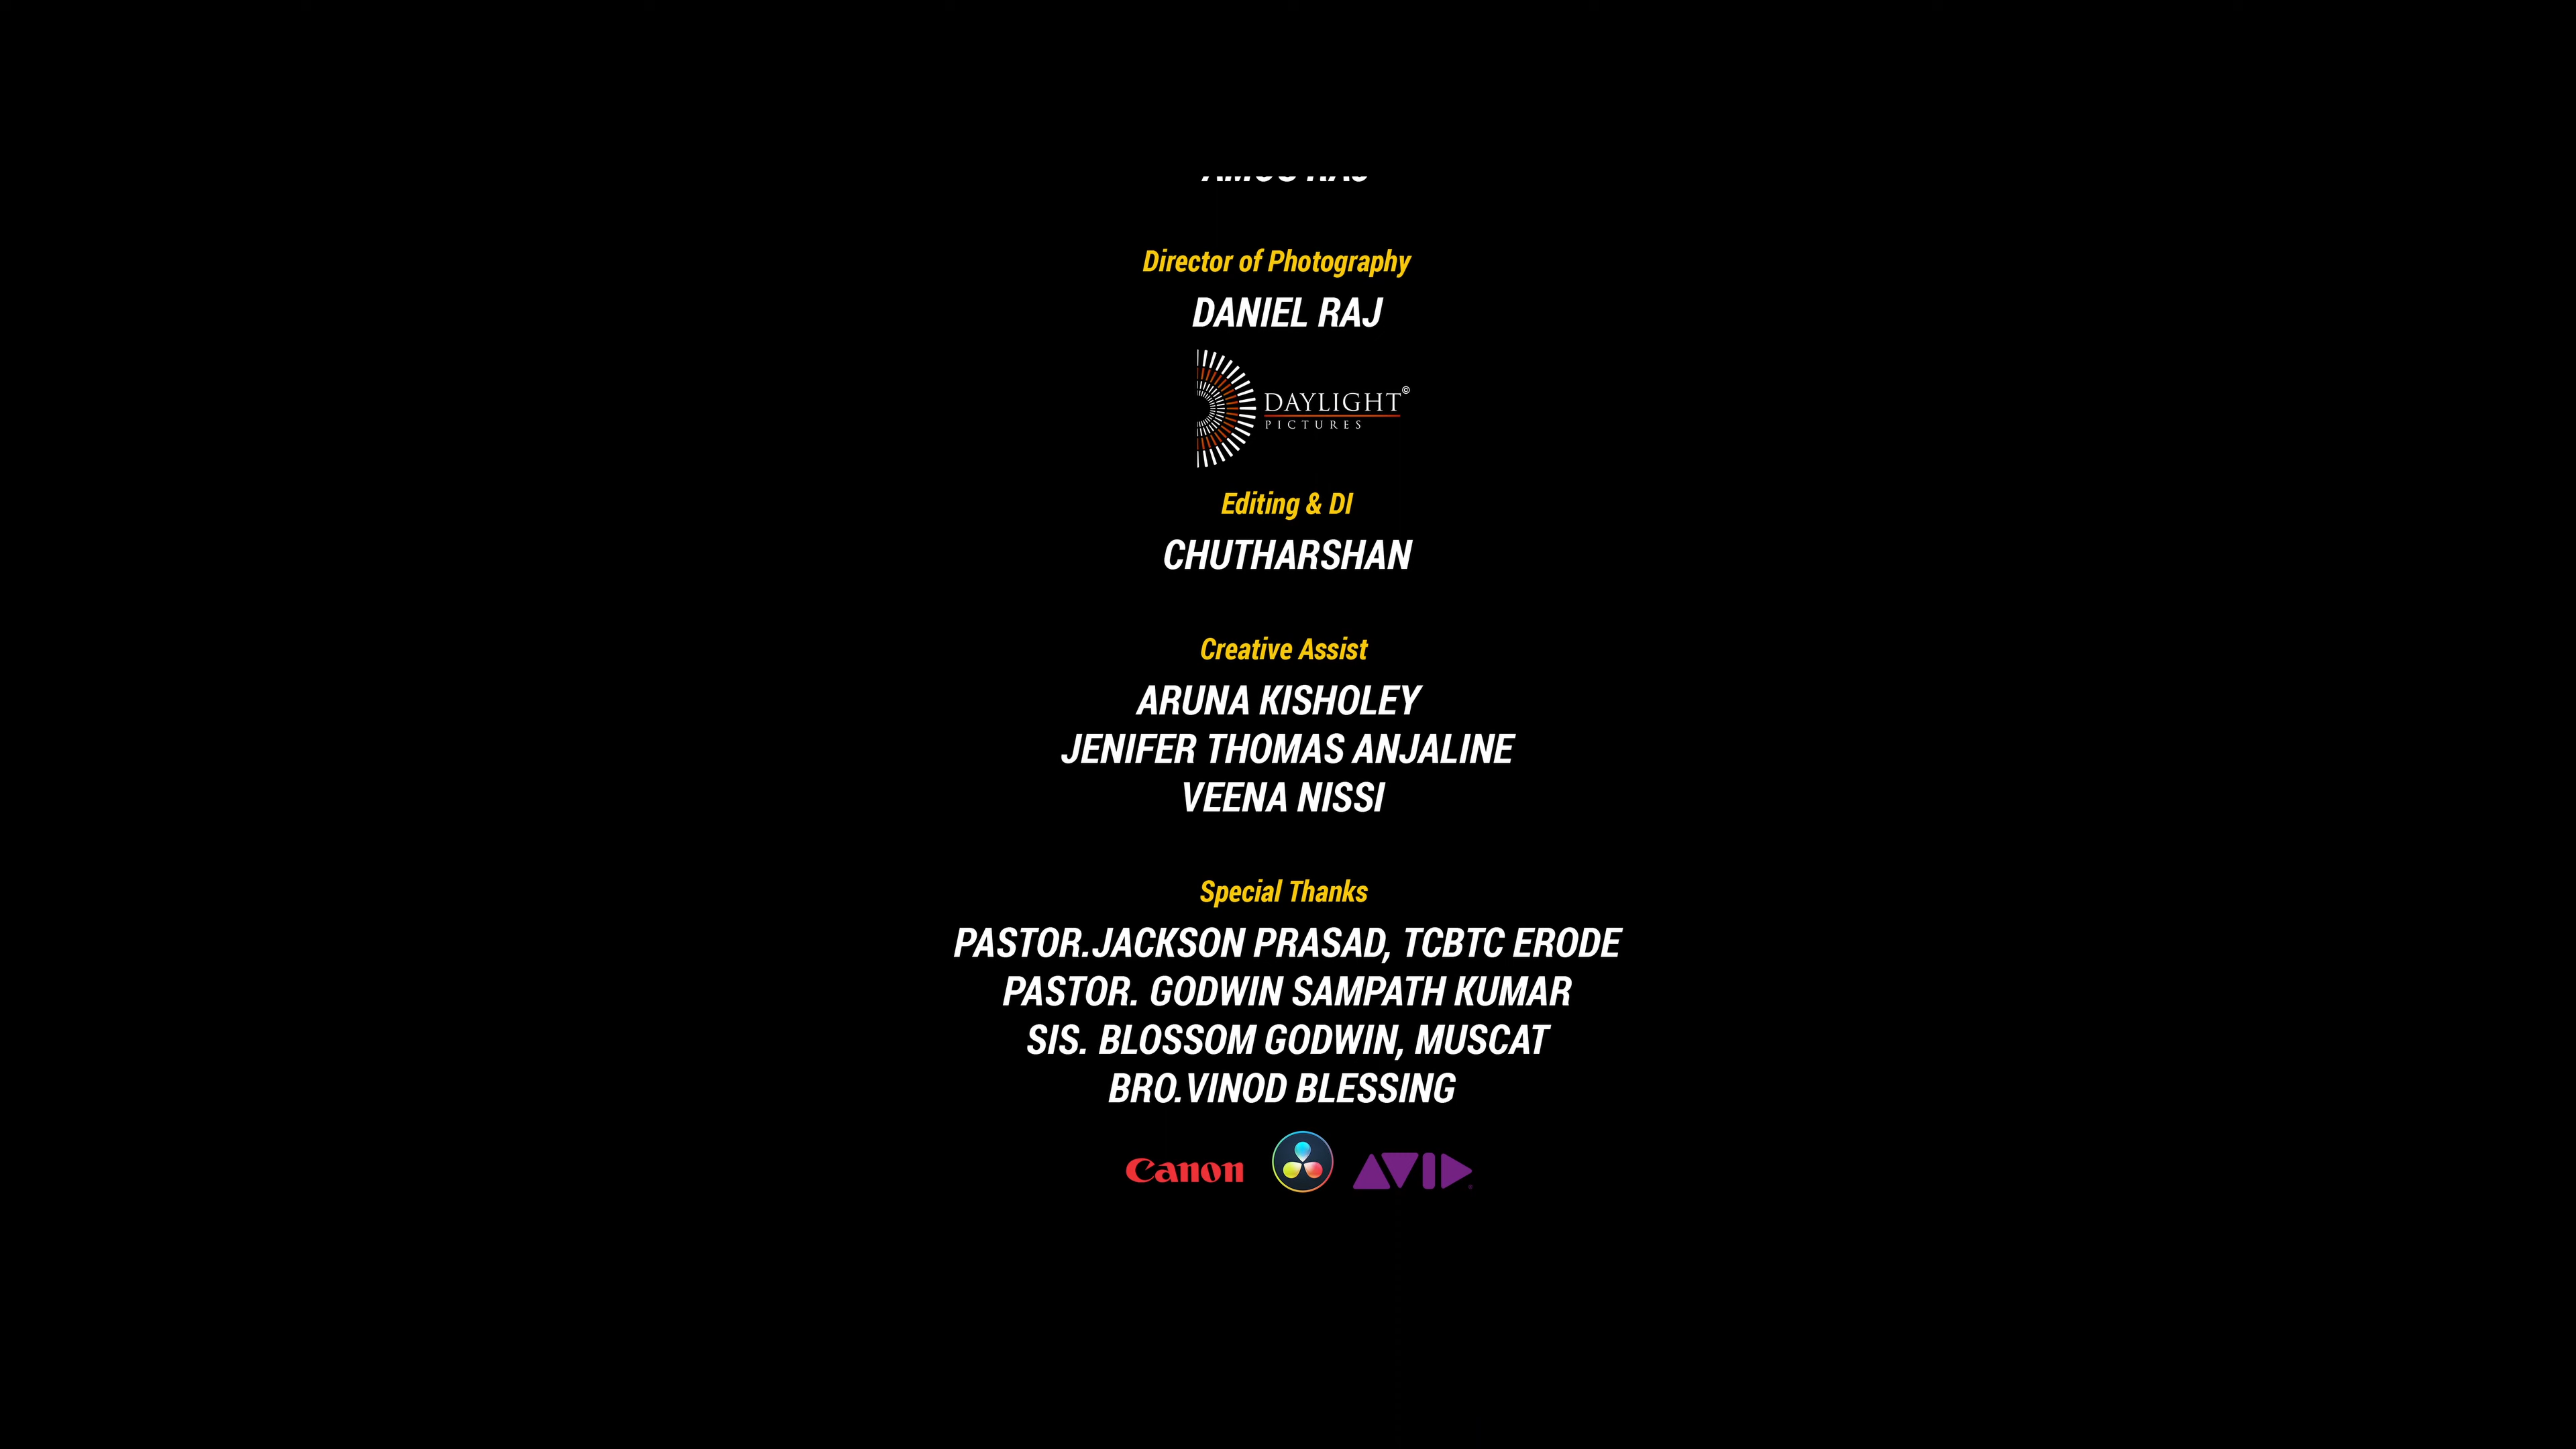 Director of Photography
DANIEL RAJ
DAYLIGHT©
PICTURES
Editing & DI
CHUTHARSHAN
Creative Assist
ARUNA KISHOLEY
JENIFER THOMAS ANJALINE
VEENA NISSI
Special Thanks
PASTOR.JACKSON PRASAD, TCBTC ERODE
PASTOR. GODWIN SAMPATH KUMAR
SIS. BLOSSOM GODWIN, MUSCAT
BRO.VINOD BLESSING
Canon AVID